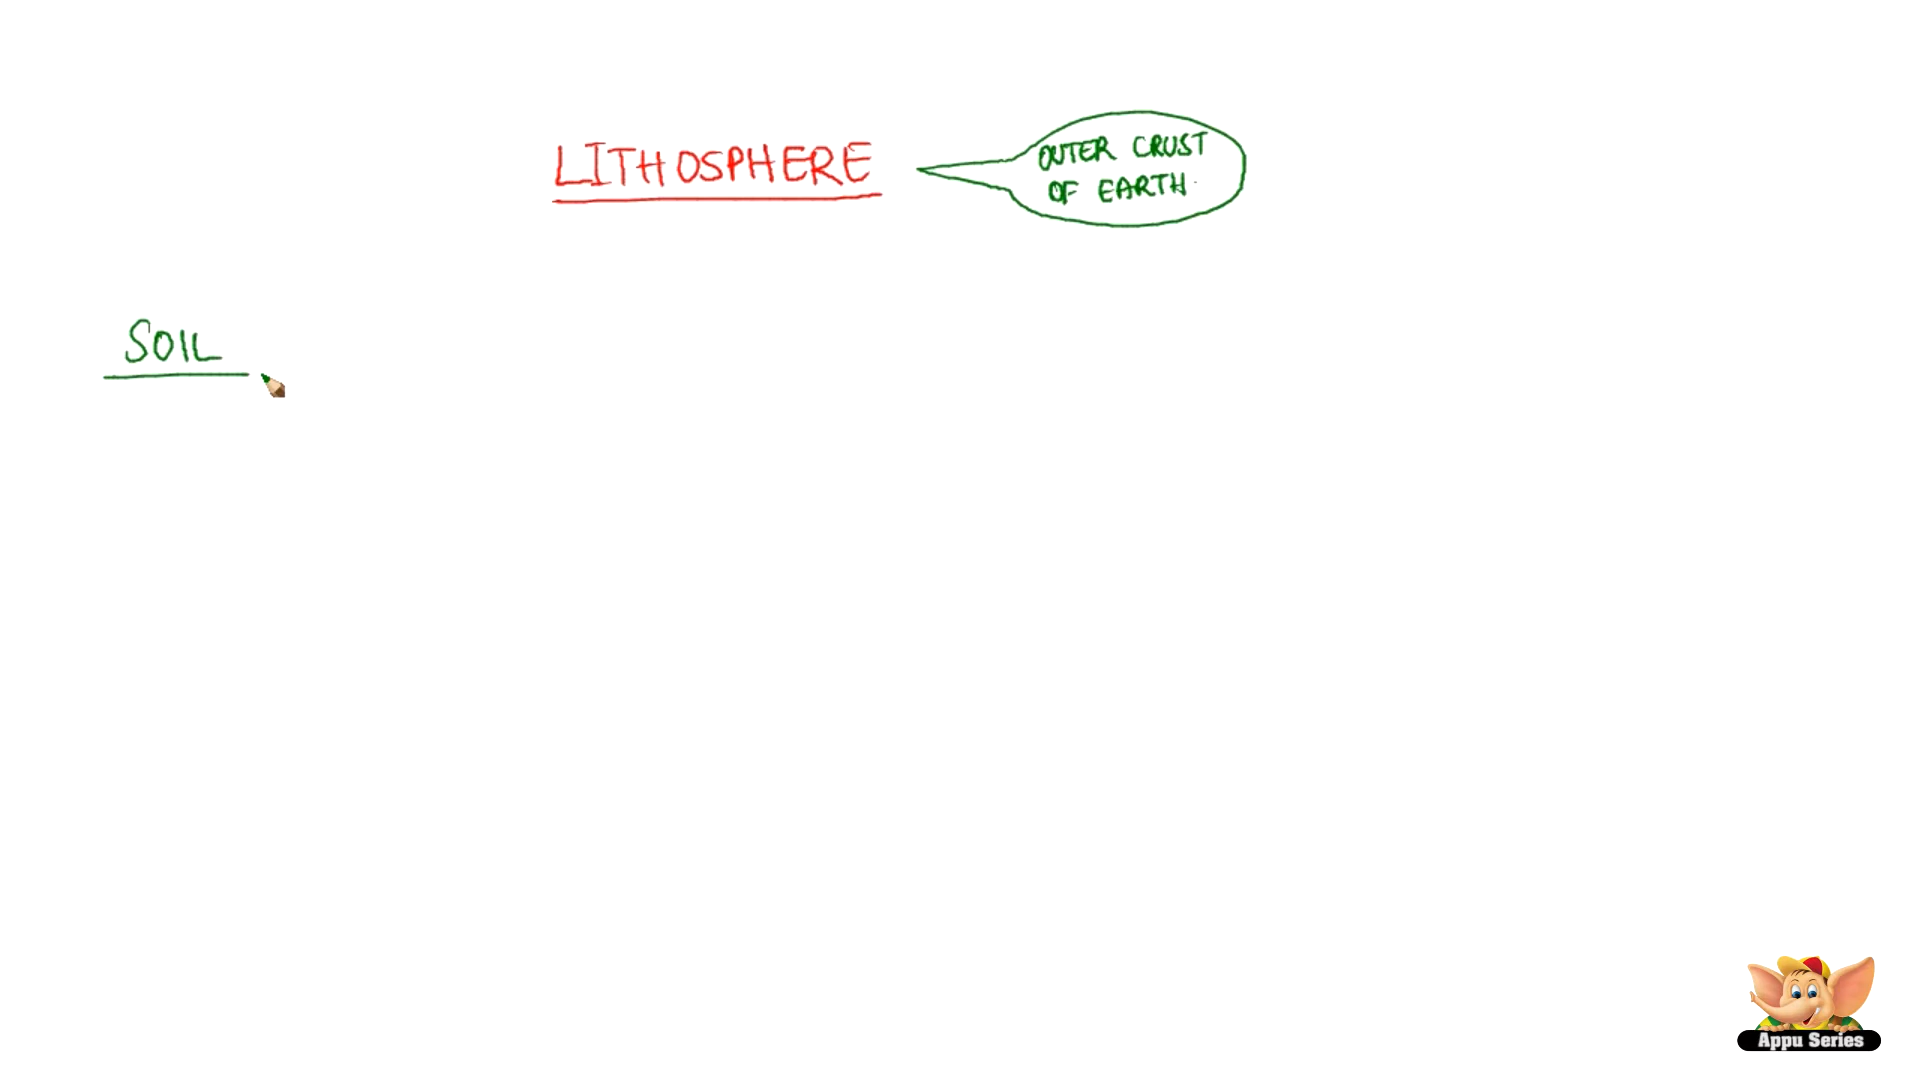 LITHOSPHERE
OUTER CRUST
OF EARTH.
SOIL
Appu Series